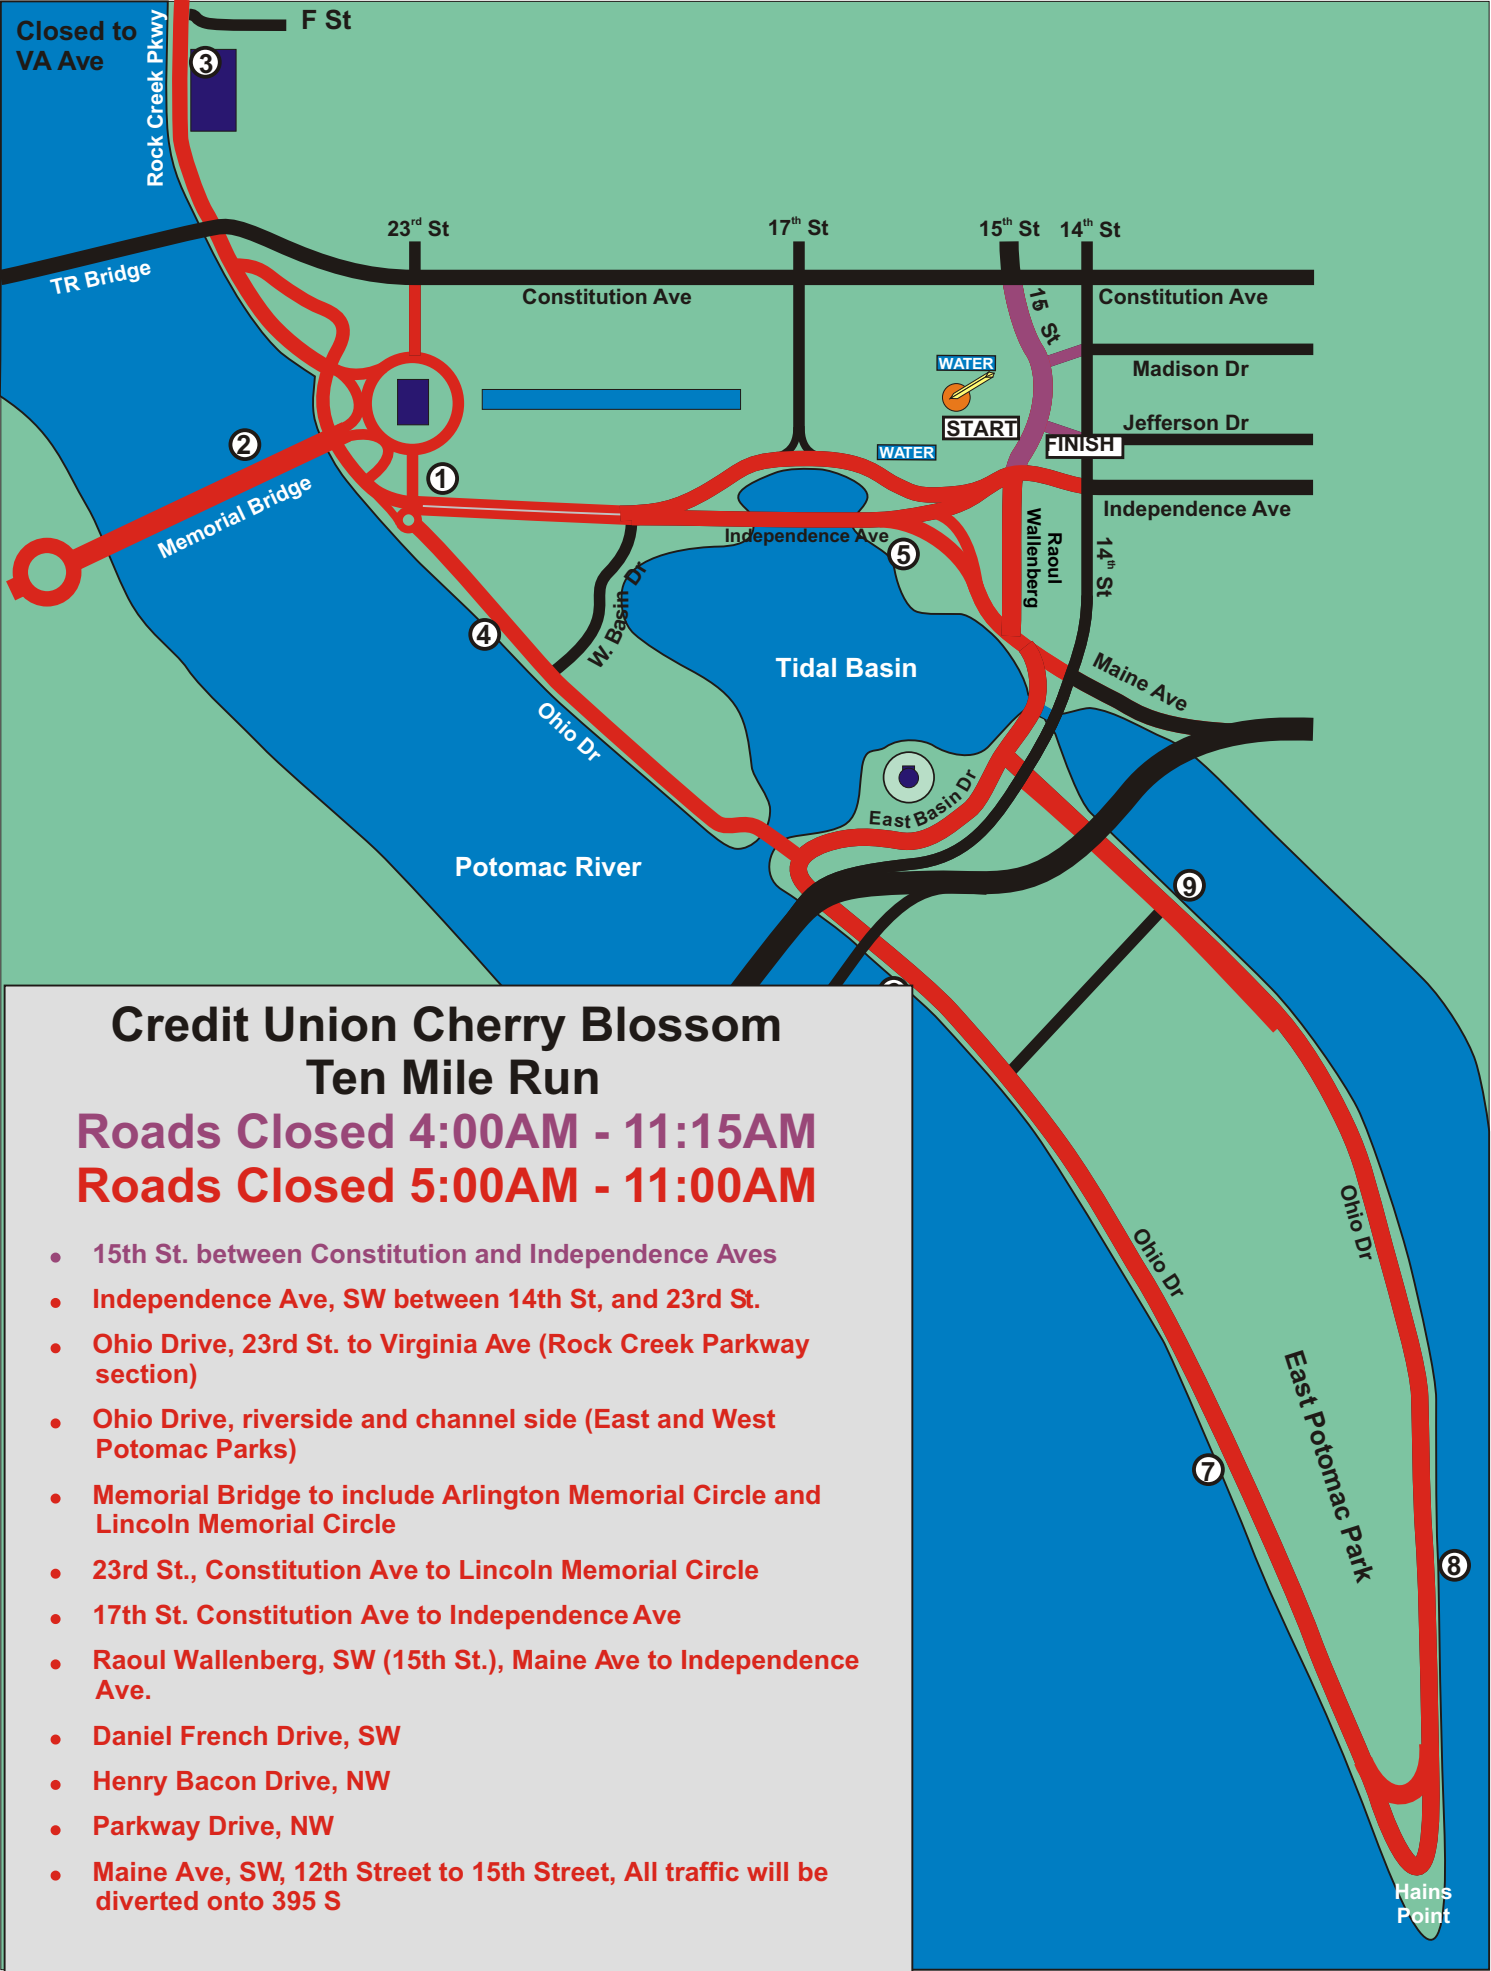 Closed to
VA Ave
Rock Creek Pkwy
3
F St
TR Bridge
23rd St
17th St
15th St
14th St
Constitution Ave
Constitution Ave
15 St
Madison Dr
WATER
Jefferson Dr
START
FINISH
2
WATER
1
Memorial Bridge
Independence Ave
Independence Ave
5
Raoul
Wallenberg
14th St
4
W. Basin Dr
Tidal Basin
Maine Ave
Ohio Dr
East Basin Dr
Potomac River
9
Credit Union Cherry Blossom
Ten Mile Run
Roads Closed 4:00AM - 11:15AM
Roads Closed 5:00AM - 11:00AM
• 15th St. between Constitution and Independence Aves
• Independence Ave, SW between 14th St, and 23rd St.
• Ohio Drive, 23rd St. to Virginia Ave (Rock Creek Parkway
section)
• Ohio Drive, riverside and channel side (East and West
Potomac Parks)
• Memorial Bridge to include Arlington Memorial Circle and
Lincoln Memorial Circle
• 23rd St., Constitution Ave to Lincoln Memorial Circle
• 17th St. Constitution Ave to Independence Ave
• Raoul Wallenberg, SW (15th St.), Maine Ave to Independence
Ave.
• Daniel French Drive, SW
• Henry Bacon Drive, NW
• Parkway Drive, NW
• Maine Ave, SW, 12th Street to 15th Street, All traffic will be
diverted onto 395 S
Ohio Dr
Ohio Dr
East Potomac Park
7
8
Hains
Point